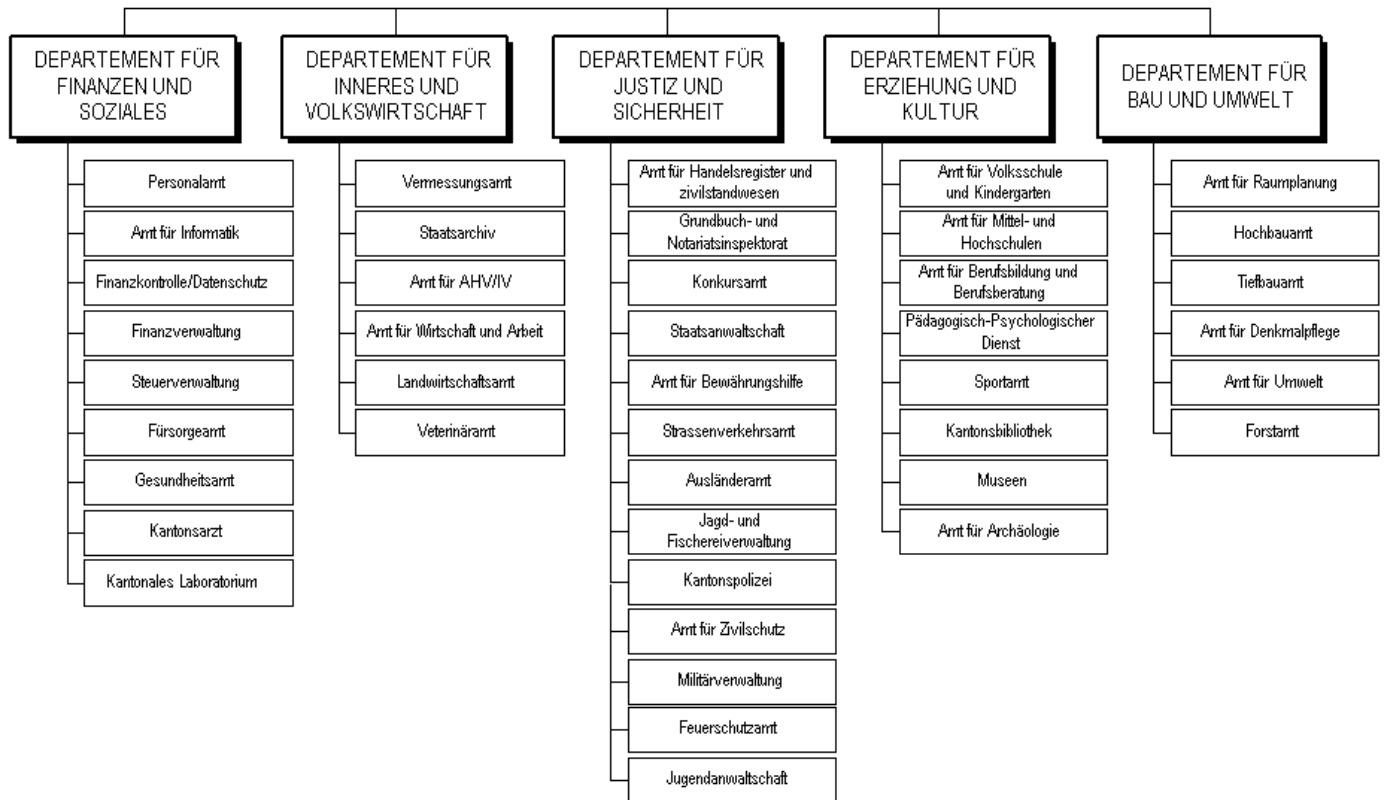 DEPARTEMENT FÜR
FINANZEN UND
SOZIALES
Personalamt
Amt für Informatik
Finanzkontrolle/Datenschutz
Finanzverwaltung
Steuerverwaltung
Fürsorgeamt
Gesundheitsamt
Kantonsarzt
Kantonales Laboratorium
DEPARTEMENT FÜR
INNERES UND
VOLKSWIRTSCHAFT
Vermessungsamt
Staatsarchiv
Amt für AHV/IV
Amt für Wirtschaft und Arbeit
Landwirtschaftsamt
Veterinäramt
DEPARTEMENT FÜR
JUSTIZ UND
SICHERHEIT
Amt für Handelsregister und
zivilstandwesen
Grundbuch- und
Notariatsinspektorat
Konkursamt
Staatsanwaltschaft
Amt für Bewährungshilfe
Strassenverkehrsamt
Ausländeramt
Jagd- und
Fischereiverwaltung
Kantonspolizei
Amt für Zivilschutz
Militärverwaltung
Feuerschutzamt
Jugendanwaltschaft
DEPARTEMENT FÜR
ERZIEHUNG UND
KULTUR
Amt für Volksschule
und Kindergarten
Amt für Mittel- und
Hochschulen
Amt für Berufsbildung und
Berufsberatung
Pädagogisch-Psychologischer
Dienst
Sportamt
Kantonsbibliothek
Museen
Amt für Archäologie
DEPARTEMENT FÜR
BAU UND UMWELT
Amt für Raumplanung
Hochbauamt
Tiefbauamt
Amt für Denkmalpflege
Amt für Umwelt
Forstamt